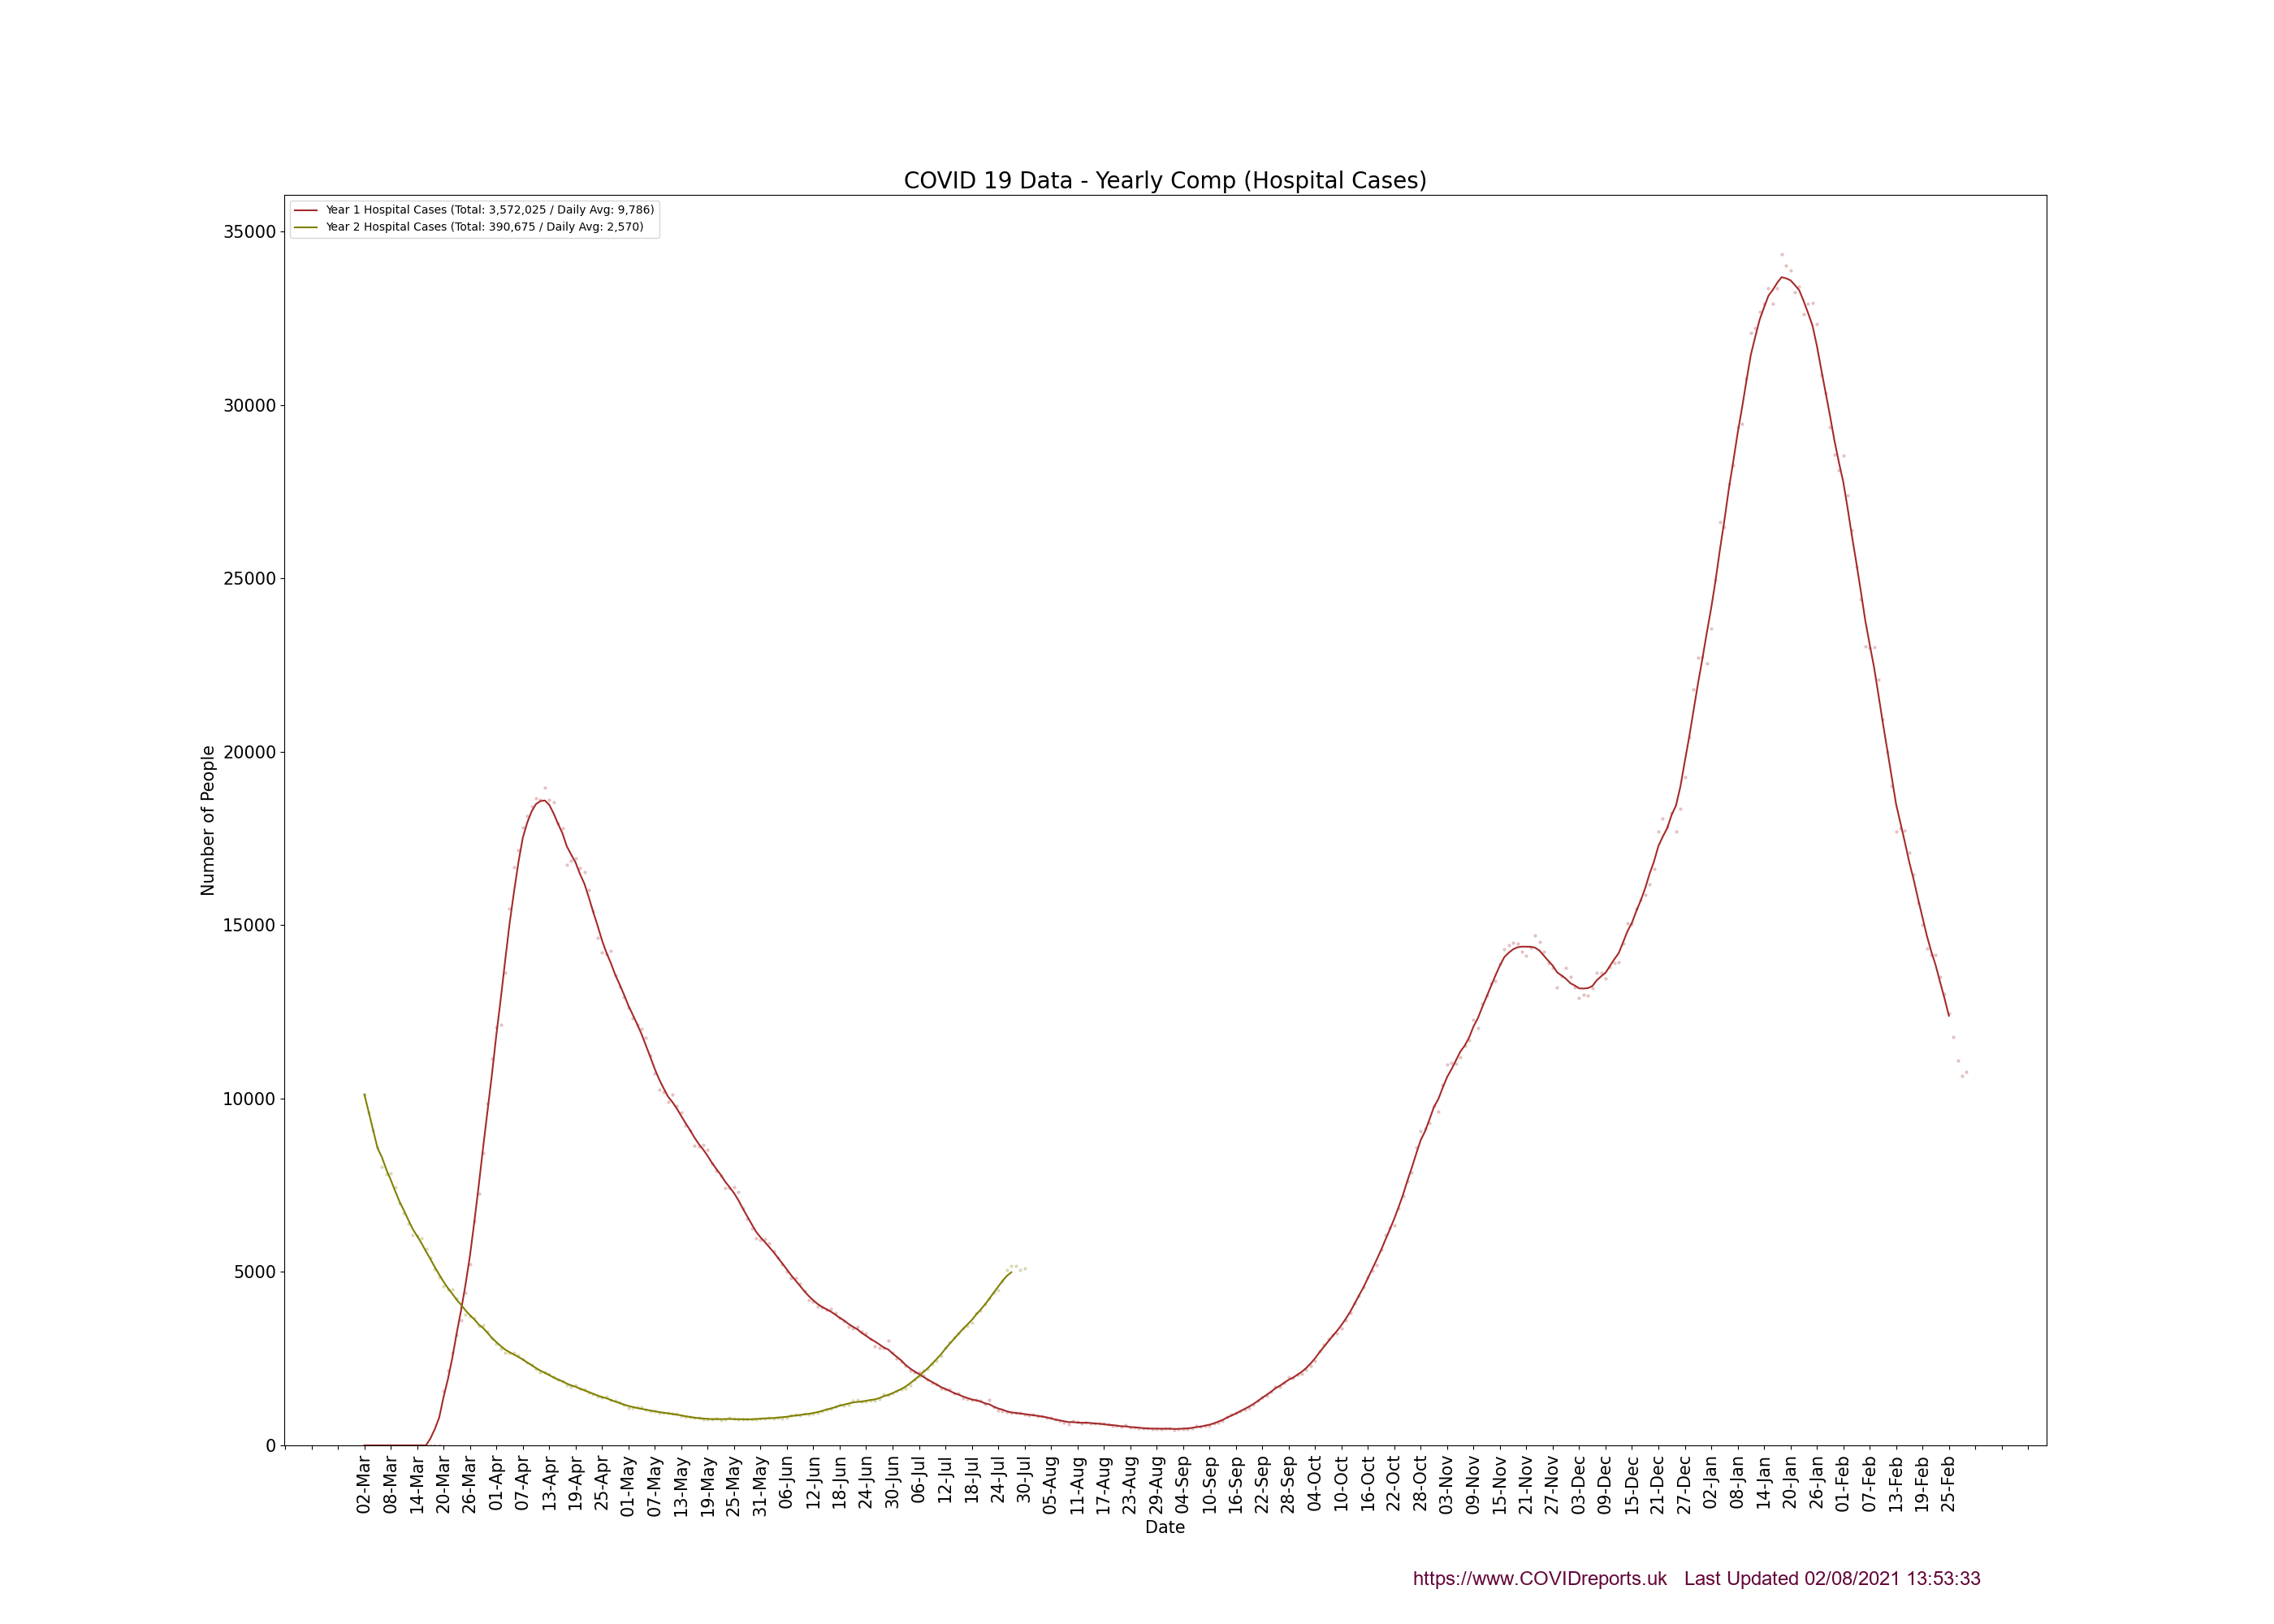 COVID 19 Data - Yearly Comp (Hospital Cases)
Year 1 Hospital Cases (Total: 3,572,025 / Daily Avg: 9,786)
Year 2 Hospital Cases (Total: 390,675 / Daily Avg: 2,570)
35000
30000
25000
20000
15000
10000
5000
0
Number of People
02-Mar
08-Mar
14-Mar
20-Mar
26-Mar
01-Apr
07-Apr
13-Apr
19-Apr
25-Apr
01-May
07-May
13-May
19-May
25-May
31-May
06-Jun
12-Jun
18-Jun
24-Jun
30-Jun
06-Jul
12-Jul
18-Jul
24-Jul
30-Jul
05-Aug
11-Aug
17-Aug
23-Aug
29-Aug
04-Sep
10-Sep
16-Sep
22-Sep
28-Sep
04-Oct
10-Oct
16-Oct
22-Oct
28-Oct
03-Nov
09-Nov
15-Nov
21-Nov
27-Nov
03-Dec
09-Dec
15-Dec
21-Dec
27-Dec
02-Jan
08-Jan
14-Jan
20-Jan
26-Jan
01-Feb
07-Feb
13-Feb
19-Feb
25-Feb
Date
https://www.COVIDreports.uk Last Updated 02/08/2021 13:53:33